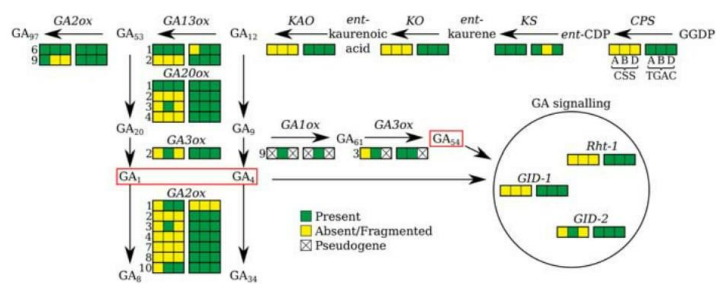 GA2ox GA13ox KAO ent- KO ent- KS CPS
GA97 GA53 GA12 kaurenoic kaurene ent-CDP GGDP
acid
6
9
1
2
A B D A B D
CSS TGAC
GA20ox
1
2
3
4
GA signalling
GA20 GA9 GA1ox GA61 GA3ox GA54
9 3
GA3ox
2
Rht-1
GA1 GA4
GID-1
GA2ox
1
2
3
4
7
8
10
GID-2
Present
Absent/Fragmented
Pseudogene
GA8 GA34